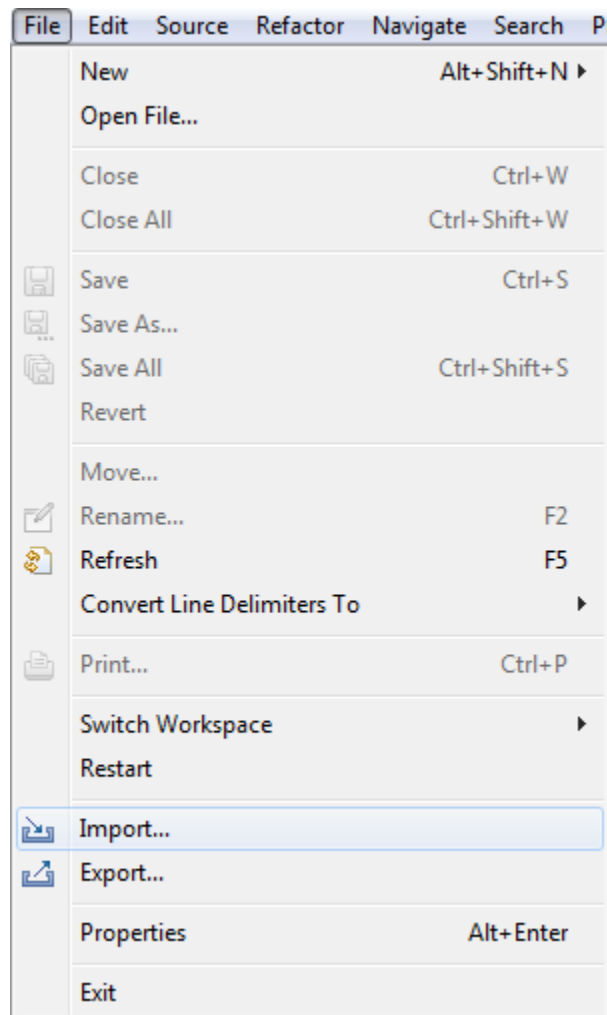 File Edit Source Refactor Navigate Search P
New Alt+Shift+N
Open File...
Close Ctrl+W
Close All Ctrl+Shift+W
Save Ctrl+S
Save As...
Save All Ctrl+Shift+S
Revert
Move...
Rename... F2
Refresh F5
Convert Line Delimiters To
Print... Ctrl+P
Switch Workspace
Restart
Import...
Export...
Properties Alt+Enter
Exit